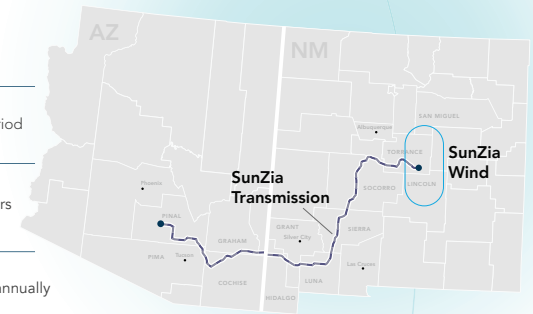 AZ
NM
iod
rs
annually
SAN MIGUEL
Albuquerque
TORRANCE
SunZia
Wind
LINCOLN
SOCORRO
SunZia
Transmission
Phoenix
PINAL
GRANT
Silver City
SIERRA
GRAHAM
PIMA
Tucson
Las Cruces
COCHISE
LUNA
HIDALGO